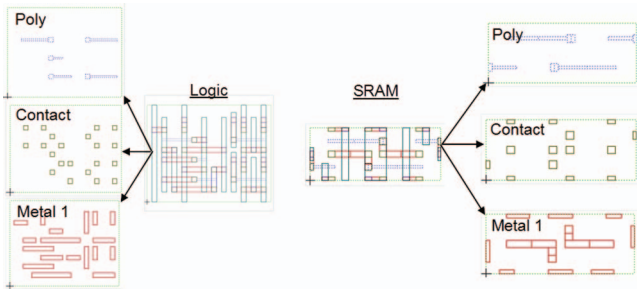 Poly
Logic
Contact
Metal 1
SRAM
Poly
Contact
Metal 1